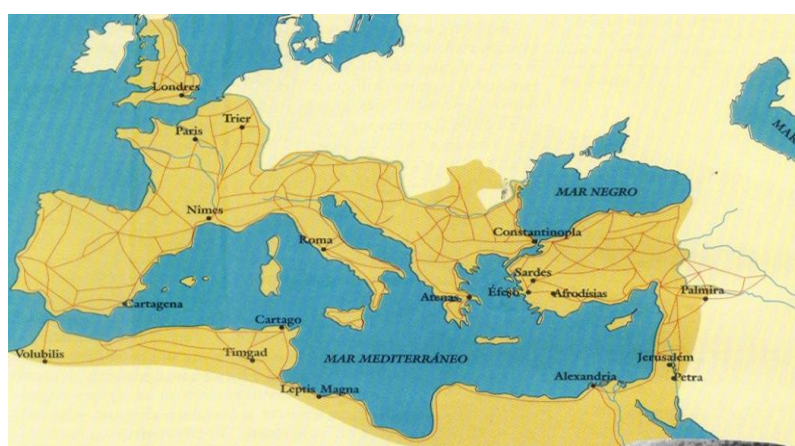 Londres
Paris
Trier
MAR
MAR NEGRO
Nimes
Roma
Constantinopla
Sardes
Éfeso
Afrodísias
Atenas
Palmira
Cartagena
Cartago
Volubilis
Timgad
MAR MEDITERRÁNEO
Jerusalém
Alexandria
Petra
Leptis Magna